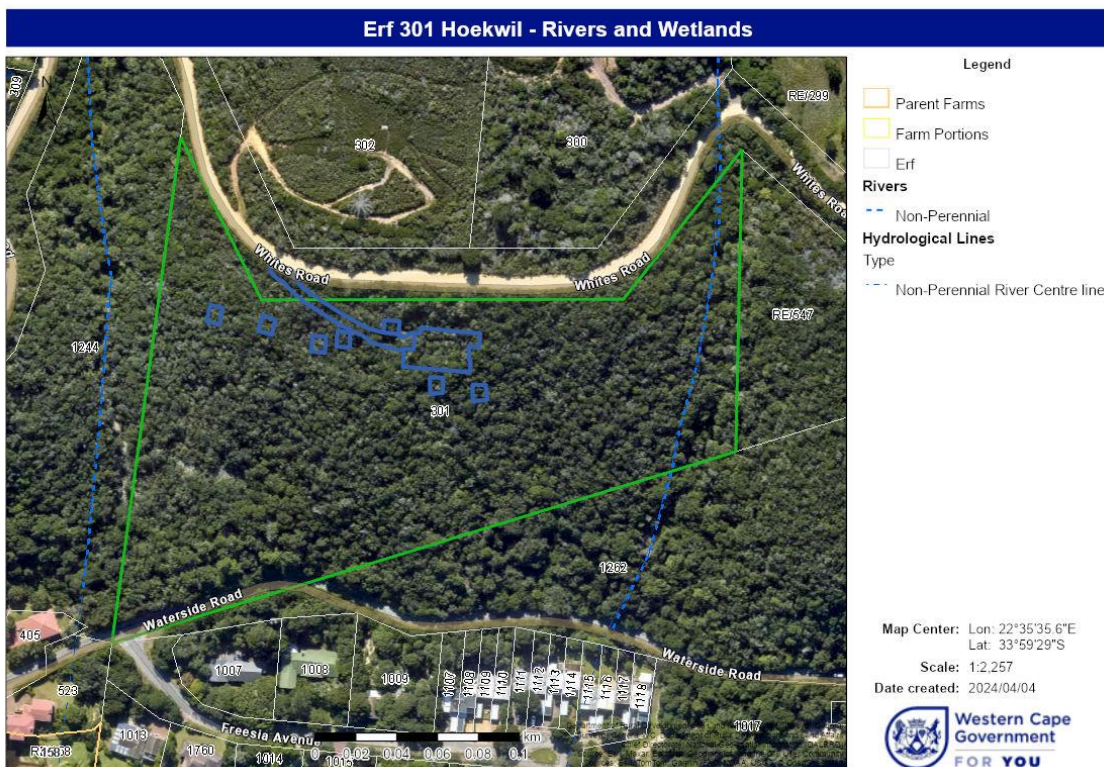 Erf 301 Hoekwil - Rivers and Wetlands
209
N
302
300
RE/299
Whites Road
Whites Road
Whites Roa
RE/547
1244
301
1262
Waterside Road
Waterside Road
405
1007
1008
1009
1107
1108
1109
1110
1111
1112
1113
1114
1115
1116
1117
1118
523
1013
1760
Freesia Avenue
1014
1015
1017
0 0.02 0.04 0.06 0.08 0.1 km
Legend
Parent Farms
Farm Portions
Erf
Rivers
Non-Perennial
Hydrological Lines
Type
Non-Perennial River Centre line
Map Center: Lon: 22°35'35.6"E
Lat: 33°59'29"S
Scale: 1:2,257
Date created: 2024/04/04
Western Cape
Government
FOR YOU